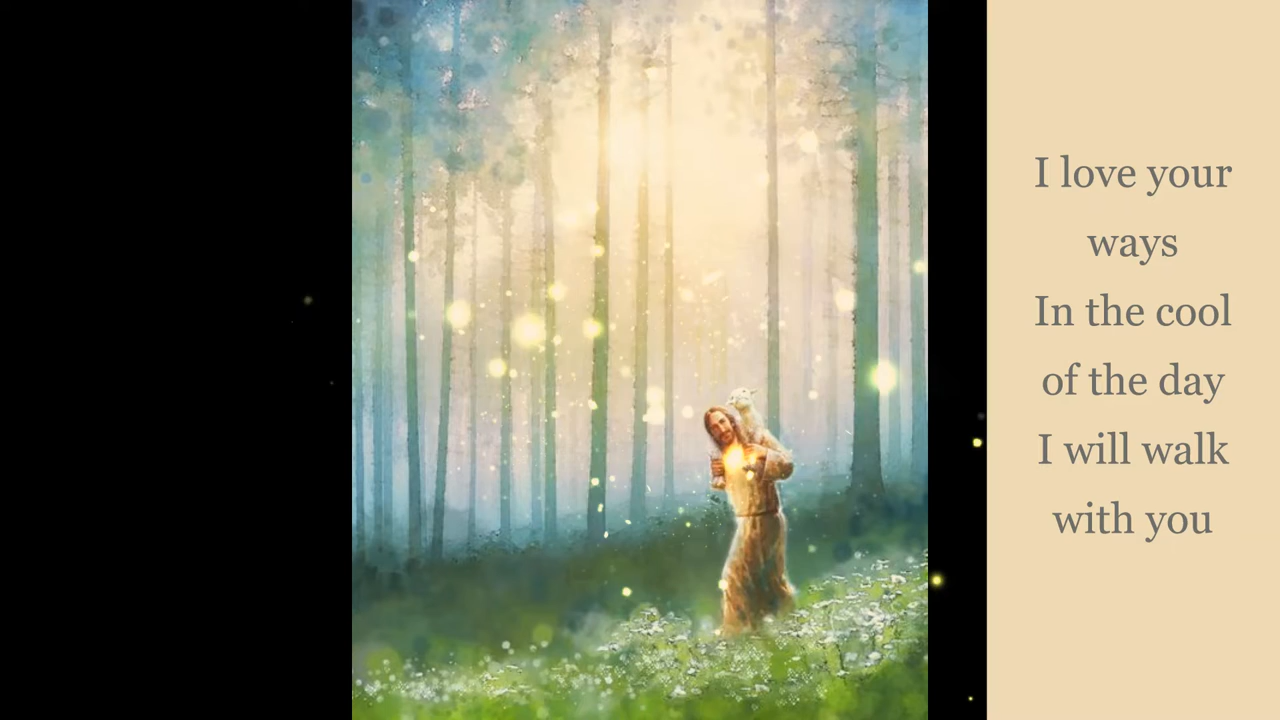 I love your
ways
In the cool
of the day
I will walk
with you